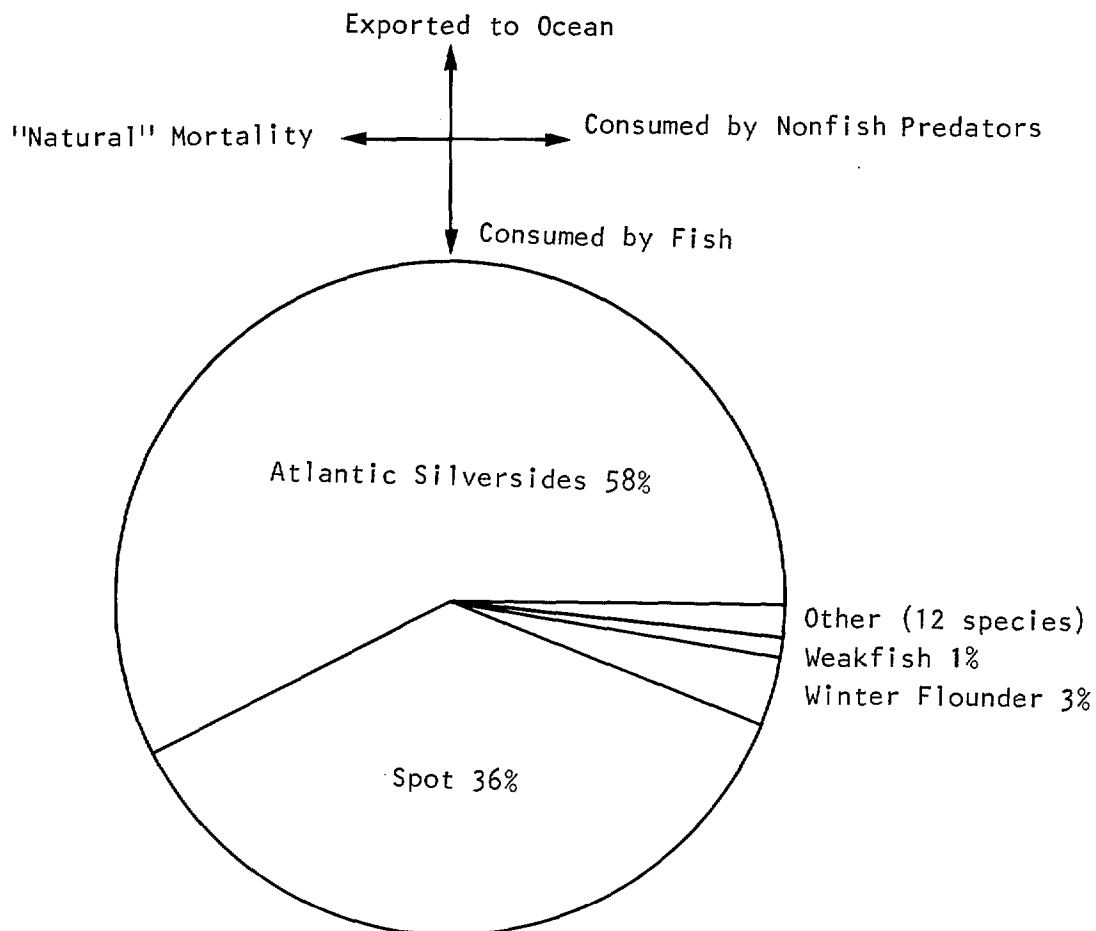 Exported to Ocean
"Natural" Mortality
Consumed by Nonfish Predators
Consumed by Fish
Atlantic Silversides 58%
Other (12 species)
Weakfish 1%
Winter Flounder 3%
Spot 36%